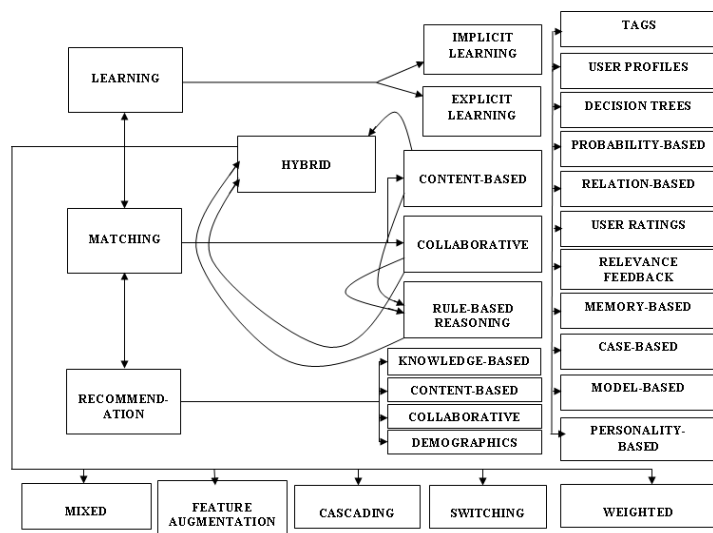 LEARNING
IMPLICIT
LEARNING
EXPLICIT
LEARNING
HYBRID
MATCHING
CONTENT-BASED
COLLABORATIVE
RULE-BASED
REASONING
RECOMMEND-
ATION
KNOWLEDGE-BASED
CONTENT-BASED
COLLABORATIVE
DEMOGRAPHICS
TAGS
USER PROFILES
DECISION TREES
PROBABILITY-BASED
RELATION-BASED
USER RATINGS
RELEVANCE
FEEDBACK
MEMORY-BASED
CASE-BASED
MODEL-BASED
PERSONALITY-
BASED
MIXED
FEATURE
AUGMENTATION
CASCADING
SWITCHING
WEIGHTED